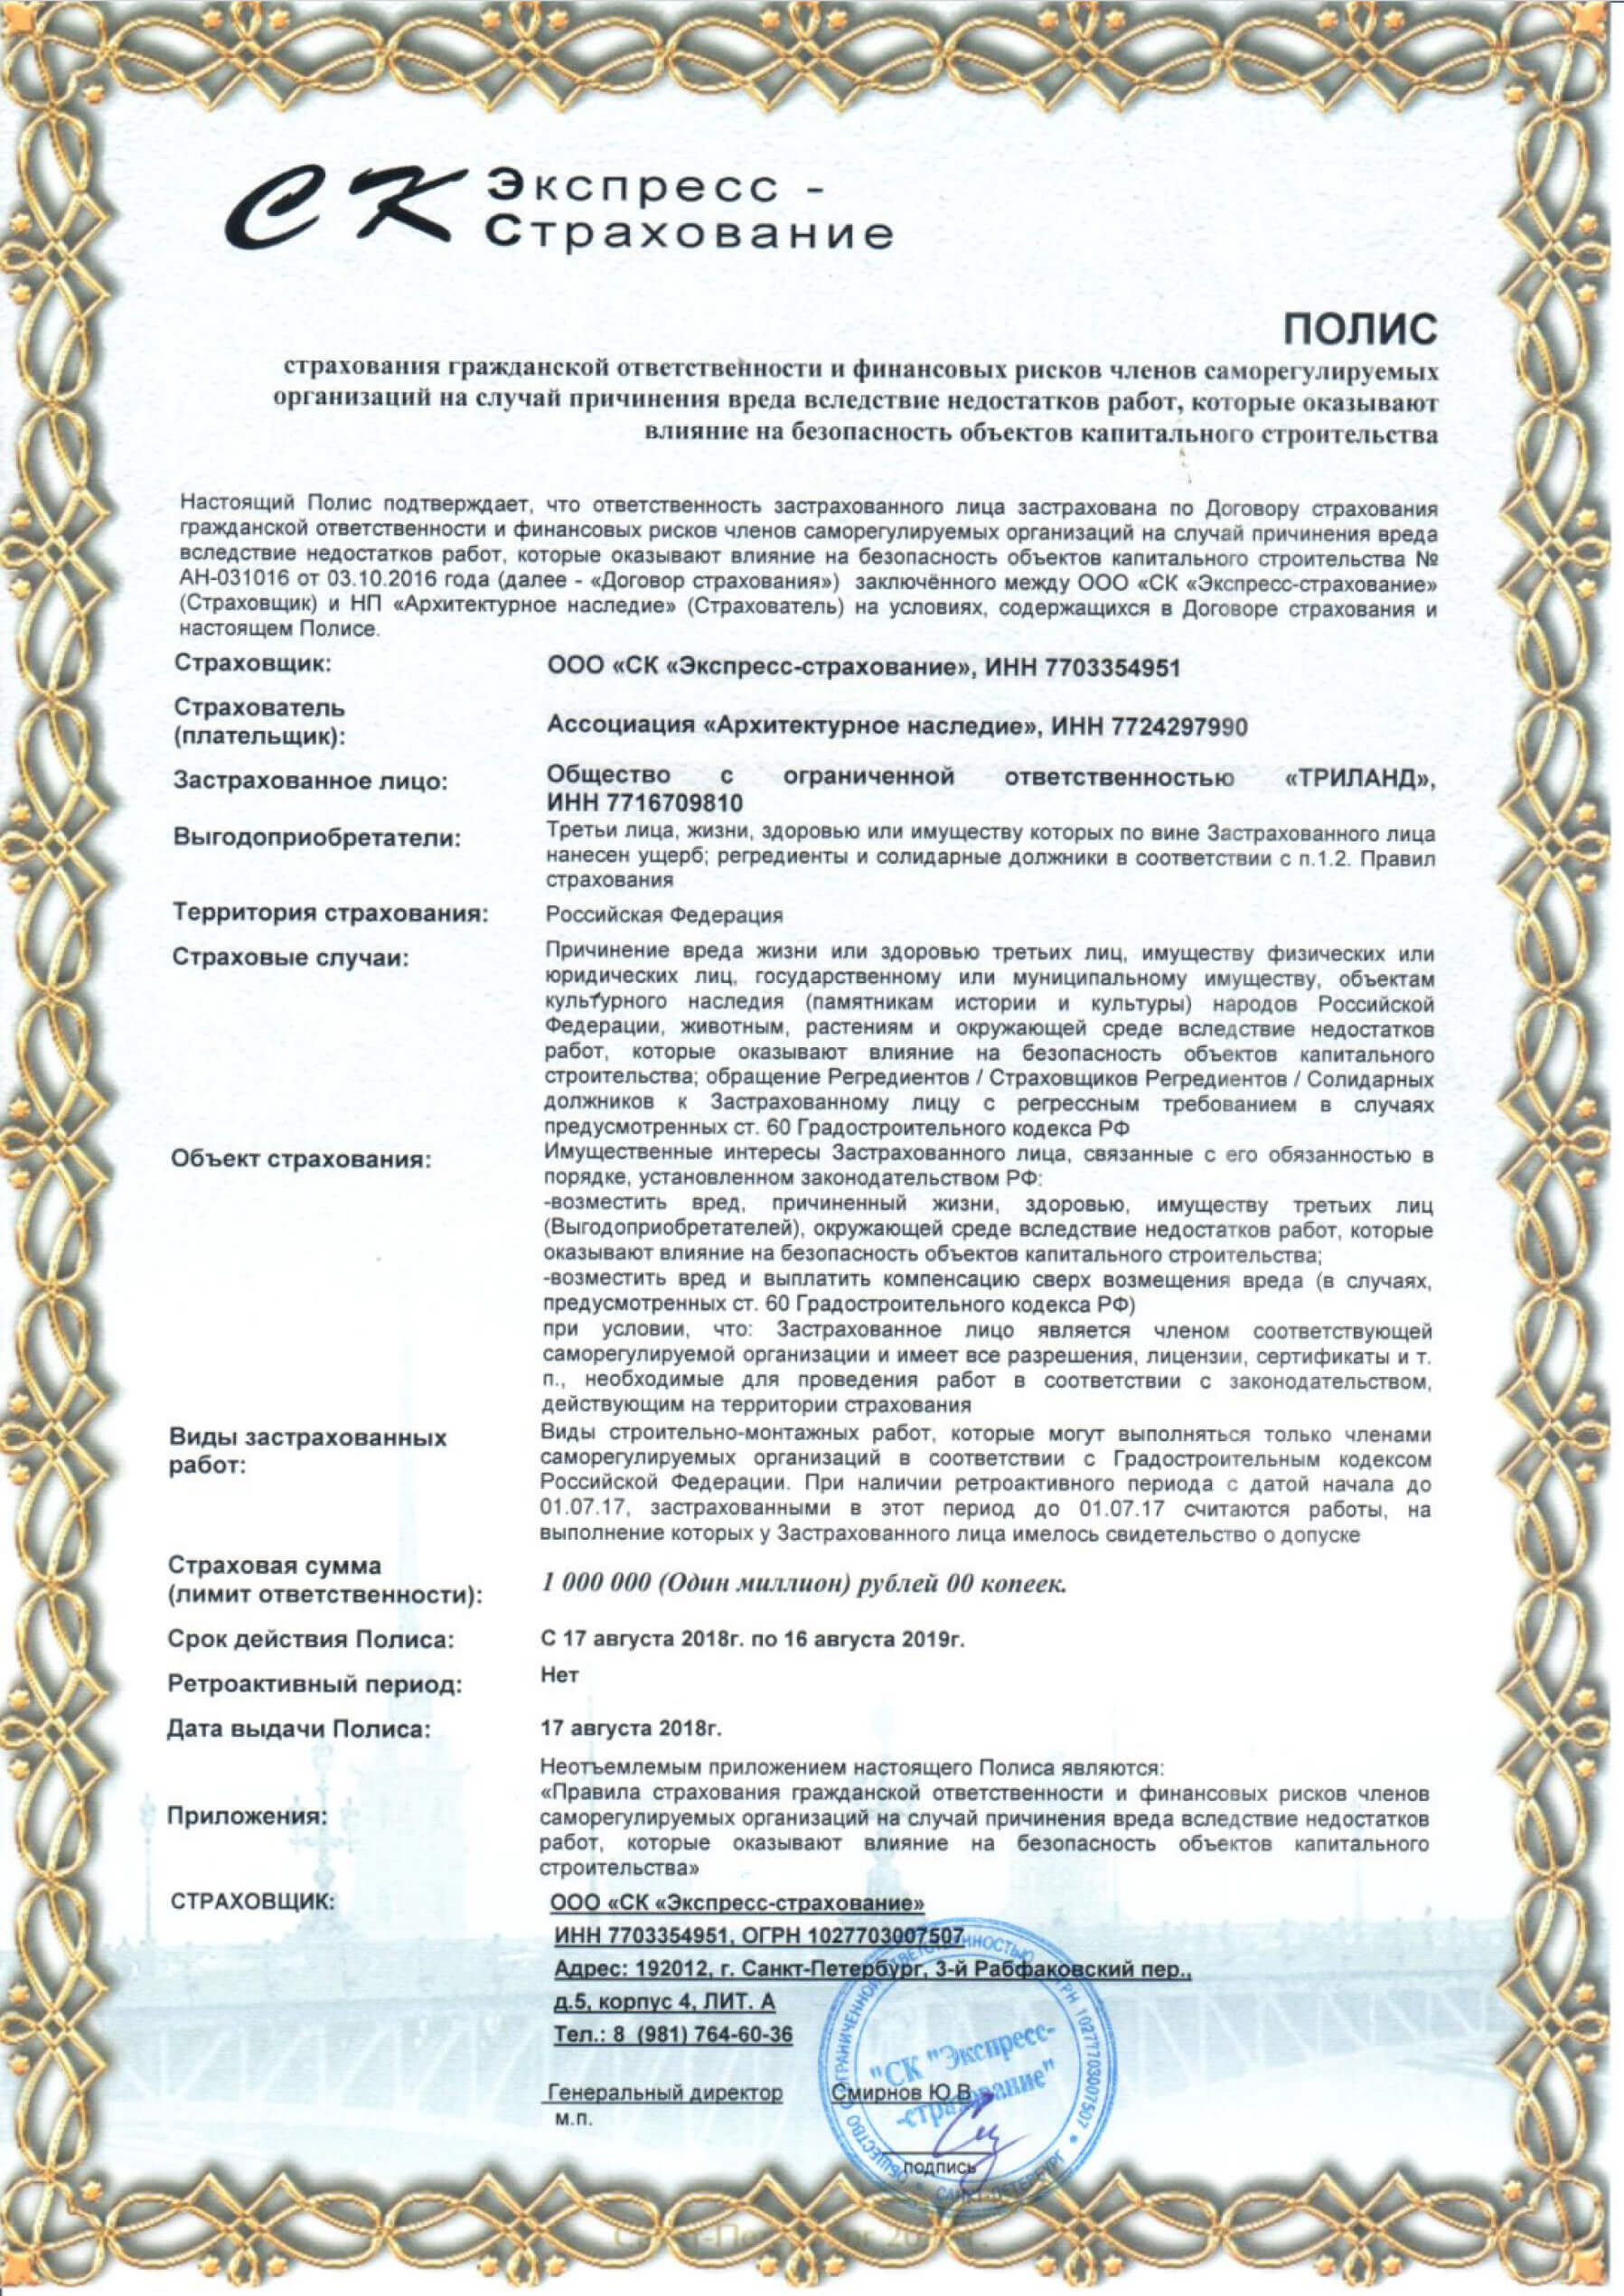 СК Экспресс -
Страхование
ПОЛИС
страхования гражданской ответственности и финансовых рисков членов саморегулируемых
организаций на случай причинения вреда вследствие недостатков работ, которые оказывают
влияние на безопасность объектов капитального строительства
Настоящий Полис подтверждает, что ответственность застрахованного лица застрахована по Договору страхования
гражданской ответственности и финансовых рисков членов саморегулируемых организаций на случай причинения вреда
вследствие недостатков работ, которые оказывают влияние на безопасность объектов капитального строительства №
АН-031016 от 03.10.2016 года (далее - «Договор страхования») заключённого между ООО «СК «Экспресс-страхование»
(Страховщик) и НП «Архитектурное наследие» (Страхователь) на условиях, содержащихся в Договоре страхования и
настоящем Полисе.
Страховщик:
ООО «СК «Экспресс-страхование», ИНН 7703354951
Страхователь
(плательщик):
Ассоциация «Архитектурное наследие», ИНН 7724297990
Застрахованное лицо:
Общество с ограниченной ответственностью «ТРИЛАНД»,
ИНН 7716709810
Выгодоприобретатели:
Третьи лица, жизни, здоровью или имуществу которых по вине Застрахованного лица
нанесен ущерб; регредиенты и солидарные должники в соответствии с п.1.2. Правил
страхования
Территория страхования:
Российская Федерация
Страховые случаи:
Причинение вреда жизни или здоровью третьих лиц, имуществу физических или
юридических лиц, государственному или муниципальному имуществу, объектам
культурного наследия (памятникам истории и культуры) народов Российской
Федерации, животным, растениям и окружающей среде вследствие недостатков
работ, которые оказывают влияние на безопасность объектов капитального
строительства; обращение Регредиентов / Страховщиков Регредиентов / Солидарных
должников к Застрахованному лицу с регрессным требованием в случаях
предусмотренных ст. 60 Градостроительного кодекса РФ
Объект страхования:
Имущественные интересы Застрахованного лица, связанные с его обязанностью в
порядке, установленном законодательством РФ:
-возместить вред, причиненный жизни, здоровью, имуществу третьих лиц
(Выгодоприобретателей), окружающей среде вследствие недостатков работ, которые
оказывают влияние на безопасность объектов капитального строительства;
-возместить вред и выплатить компенсацию сверх возмещения вреда (в случаях,
предусмотренных ст. 60 Градостроительного кодекса РФ)
при условии, что: Застрахованное лицо является членом соответствующей
саморегулируемой организации и имеет все разрешения, лицензии, сертификаты и т.
п., необходимые для проведения работ в соответствии с законодательством,
действующим на территории страхования
Виды застрахованных
работ:
Виды строительно-монтажных работ, которые могут выполняться только членами
саморегулируемых организаций в соответствии с Градостроительным кодексом
Российской Федерации. При наличии ретроактивного периода с датой начала до
01.07.17, застрахованными в этот период до 01.07.17 считаются работы, на
выполнение которых у Застрахованного лица имелось свидетельство о допуске
Страховая сумма
(лимит ответственности):
1 000 000 (Один миллион) рублей 00 копеек.
Срок действия Полиса:
С 17 августа 2018г. по 16 августа 2019г.
Ретроактивный период:
Нет
Дата выдачи Полиса:
17 августа 2018г.
Приложения:
Неотъемлемым приложением настоящего Полиса являются:
«Правила страхования гражданской ответственности и финансовых рисков членов
саморегулируемых организаций на случай причинения вреда вследствие недостатков
работ, которые оказывают влияние на безопасность объектов капитального
строительства»
СТРАХОВЩИК:
ООО «СК «Экспресс-страхование»
ИНН 7703354951, ОГРН 1027703007507
Адрес: 192012, г. Санкт-Петербург, 3-й Рабфаковский пер.,
д.5, корпус 4, ЛИТ. А
Тел.: 8 (981) 764-60-36
Генеральный директор Смирнов Ю.В
м.п.
подпись
ОБЩЕСТВО С ОГРАНИЧЕННОЙ ОТВЕТСТВЕННОСТЬЮ * ОГРН 1027703007507 * САНКТ-ПЕТЕРБУРГ
"СК "Экспресс-
-страхование"